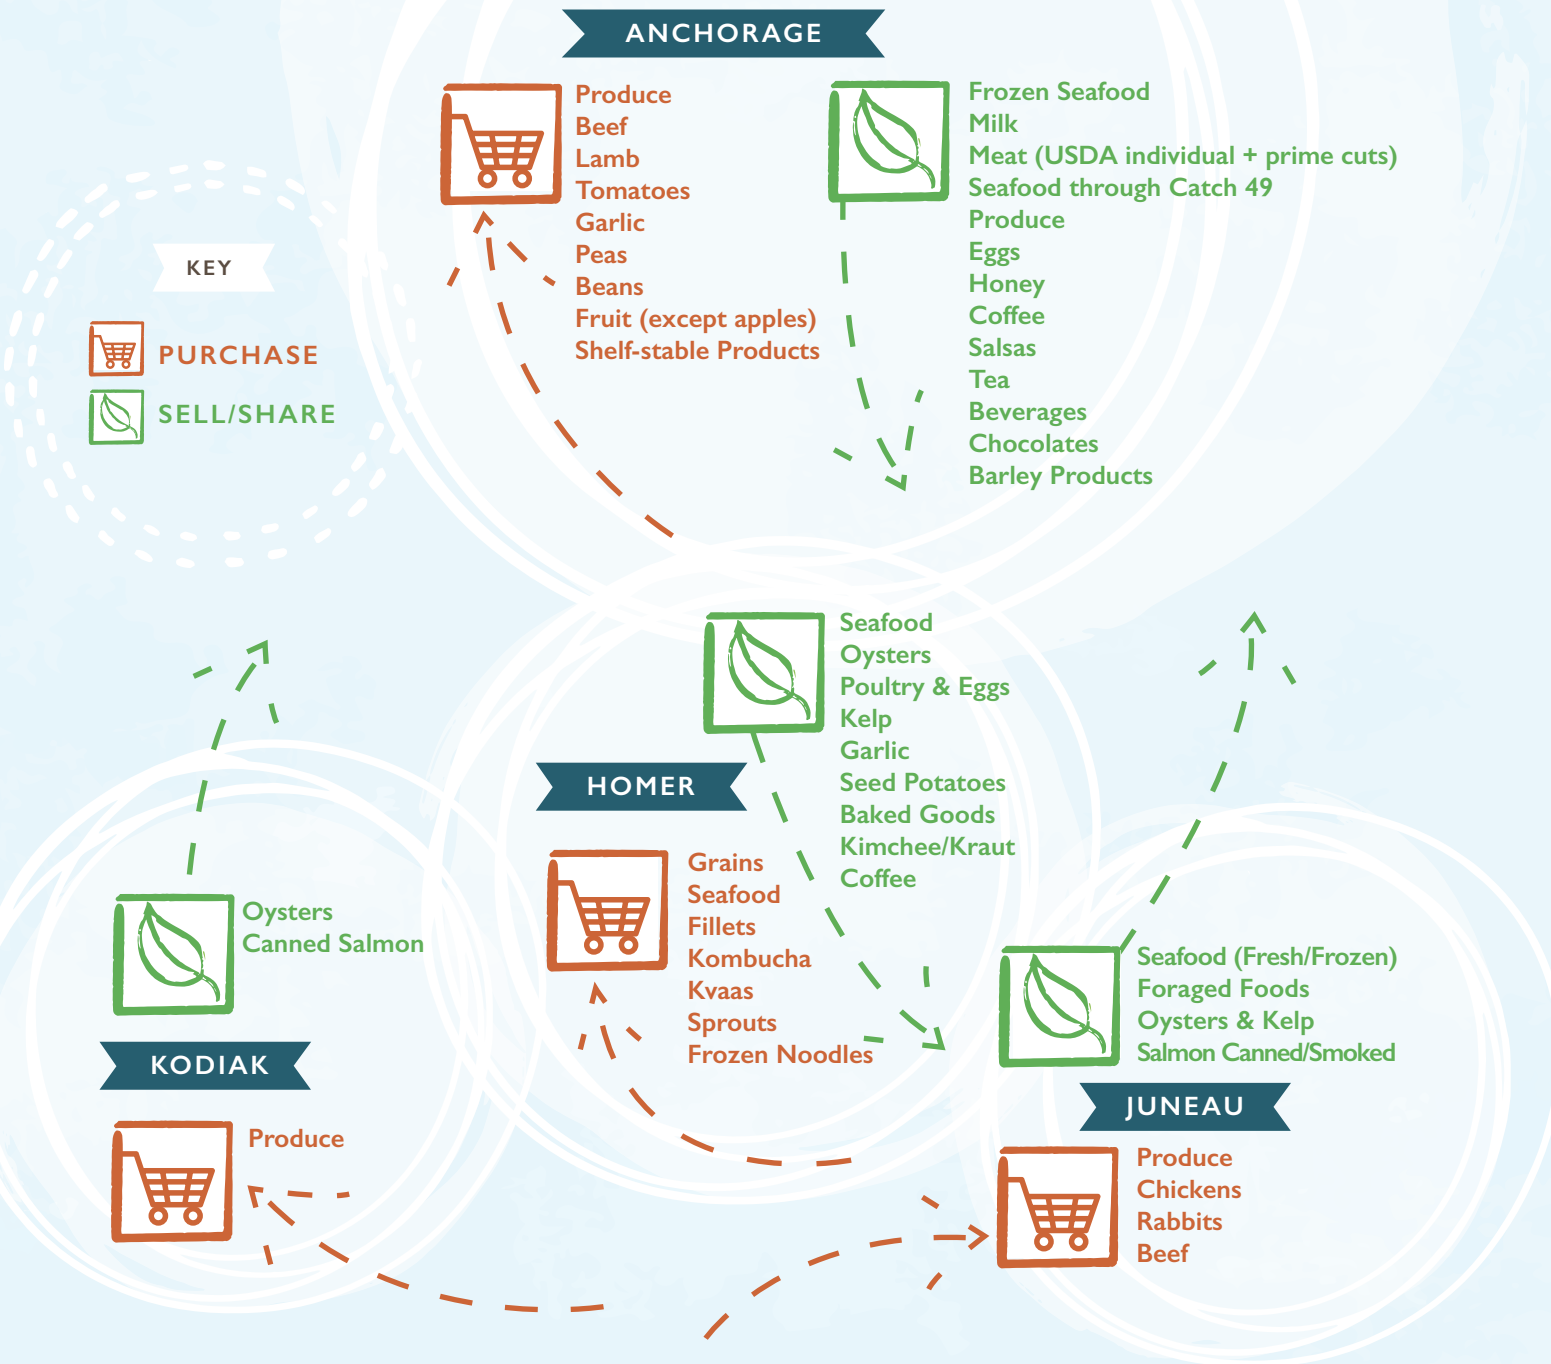 ANCHORAGE
Produce
Beef
Lamb
Tomatoes
Garlic
Peas
Beans
Fruit (except apples)
Shelf-stable Products
Frozen Seafood
Milk
Meat (USDA individual + prime cuts)
Seafood through Catch 49
Produce
Eggs
Honey
Coffee
Salsas
Tea
Beverages
Chocolates
Barley Products
KEY
PURCHASE
SELL/SHARE
HOMER
Seafood
Oysters
Poultry & Eggs
Kelp
Garlic
Seed Potatoes
Baked Goods
Kimchee/Kraut
Coffee
Grains
Seafood
Fillets
Kombucha
Kvaas
Sprouts
Frozen Noodles
Oysters
Canned Salmon
KODIAK
Produce
Seafood (Fresh/Frozen)
Foraged Foods
Oysters & Kelp
Salmon Canned/Smoked
JUNEAU
Produce
Chickens
Rabbits
Beef